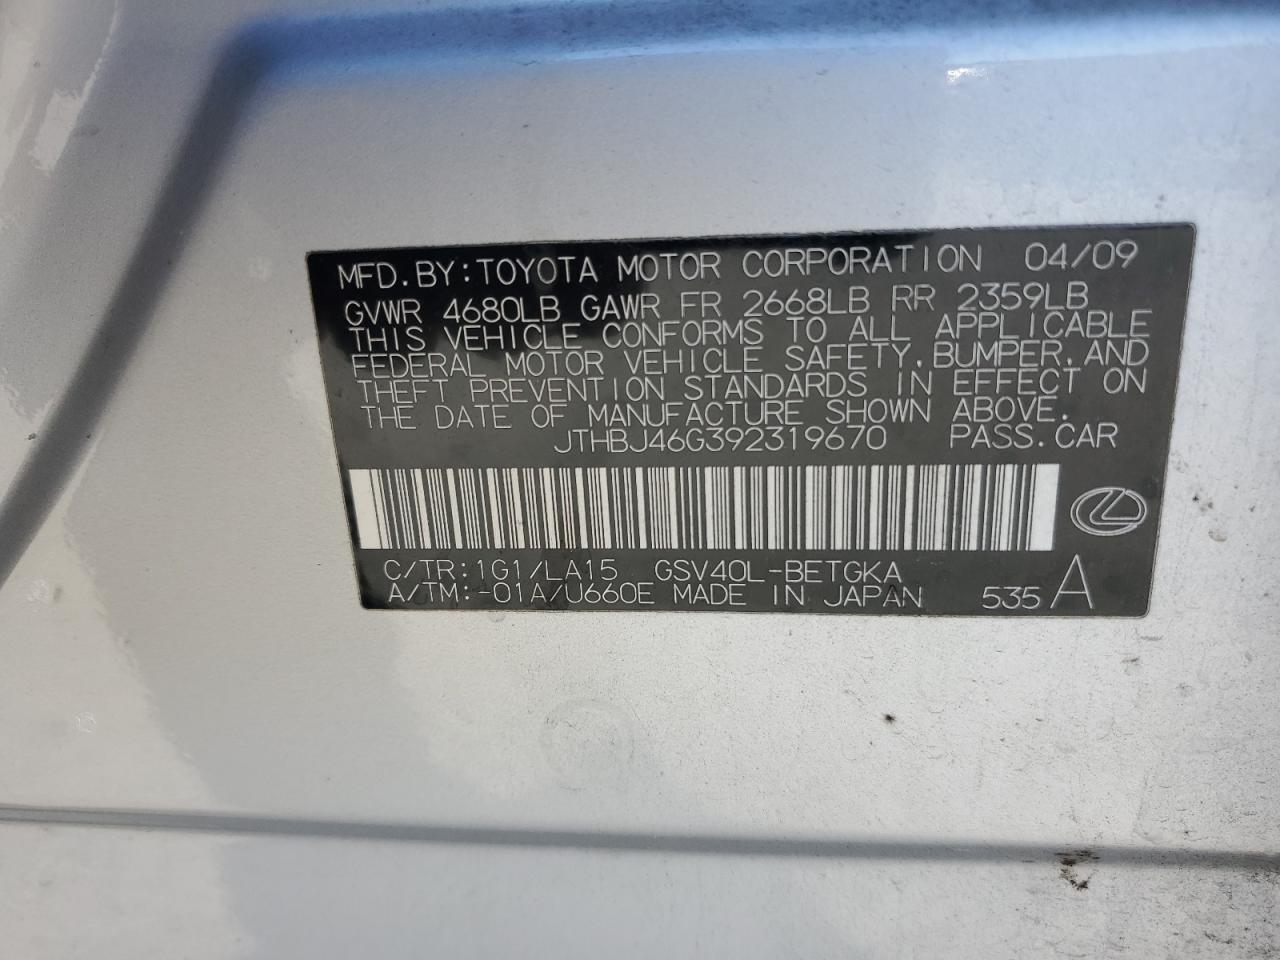 MFD. BY: TOYOTA MOTOR CORPORATION 04/09
GVWR 4680LB GAWR FR 2668LB RR 2359LB
THIS VEHICLE CONFORMS TO ALL APPLICABLE
FEDERAL MOTOR VEHICLE SAFETY, BUMPER, AND
THEFT PREVENTION STANDARDS IN EFFECT ON
THE DATE OF MANUFACTURE SHOWN ABOVE.
JTHBJ46G392319670 PASS. CAR
C/TR: 1G1/LA15 GSV40L-BETGKA
A/TM: -01A/U660E MADE IN JAPAN 535 A